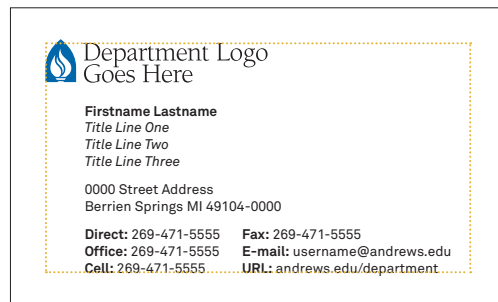 Department Logo
Goes Here
Firstname Lastname
Title Line One
Title Line Two
Title Line Three
0000 Street Address
Berrien Springs MI 49104-0000
Direct: 269-471-5555 Fax: 269-471-5555
Office: 269-471-5555 E-mail: username@andrews.edu
Cell: 269-471-5555 URL: andrews.edu/department